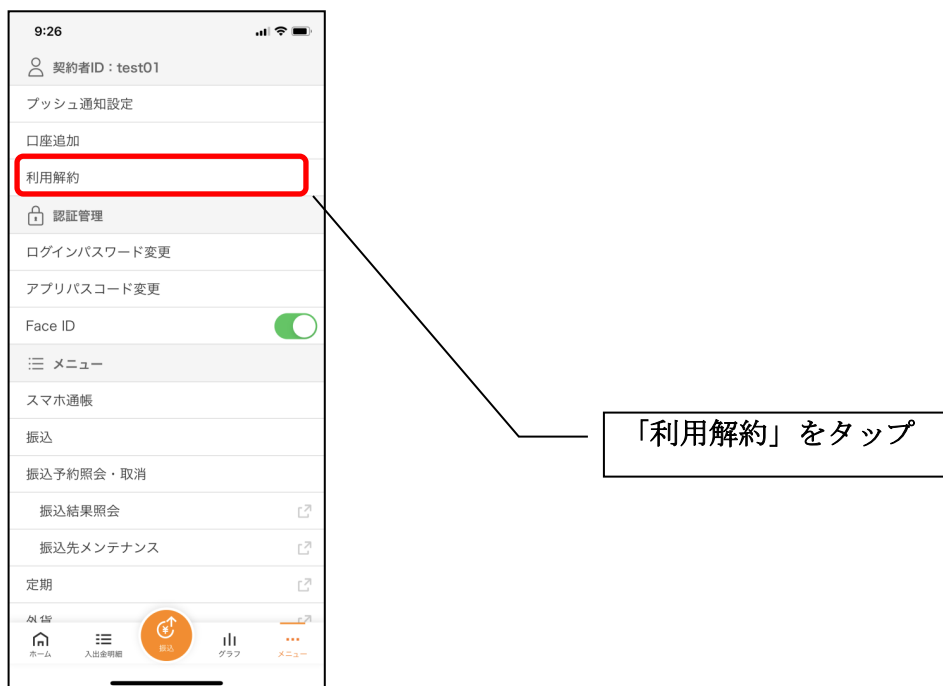 9:26
契約者ID：test01
プッシュ通知設定
口座追加
利用解約
認証管理
ログインパスワード変更
アプリパスコード変更
Face ID
メニュー
スマホ通帳
振込
振込予約照会・取消
振込結果照会
振込先メンテナンス
定期
外貨
ホーム
入出金明細
振込
グラフ
メニュー
「利用解約」をタップ